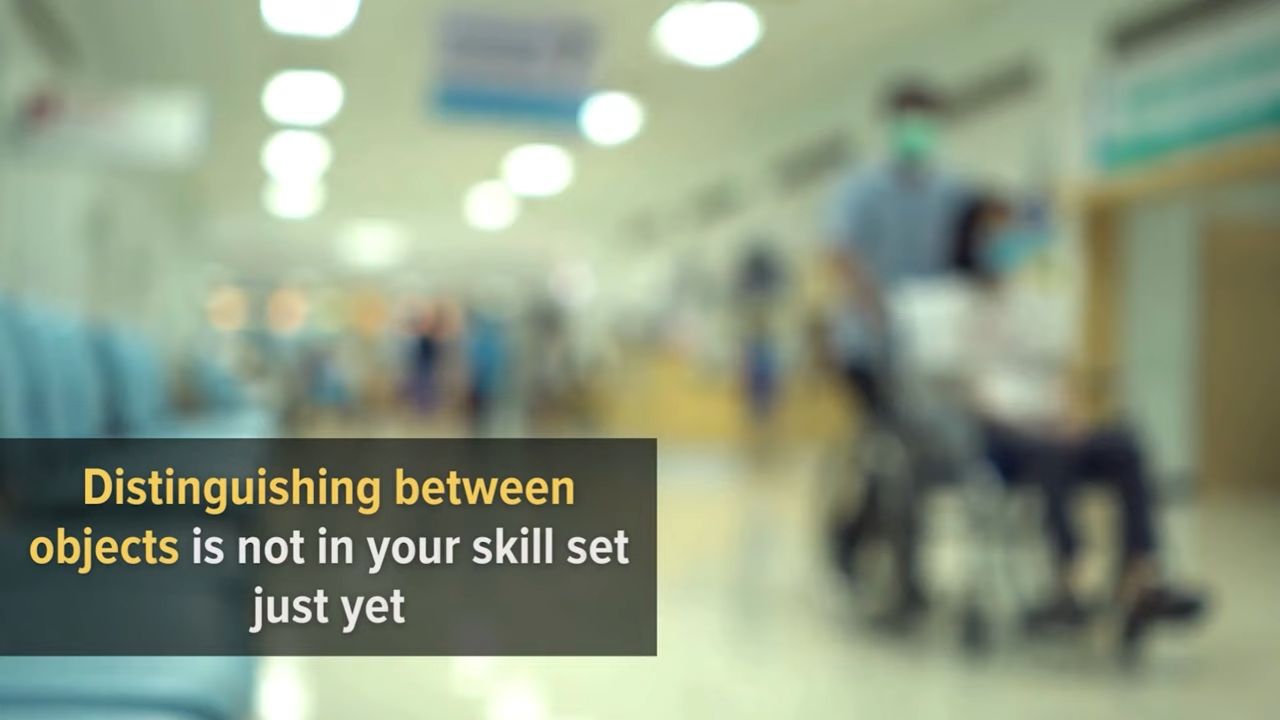 Distinguishing between
objects is not in your skill set
just yet